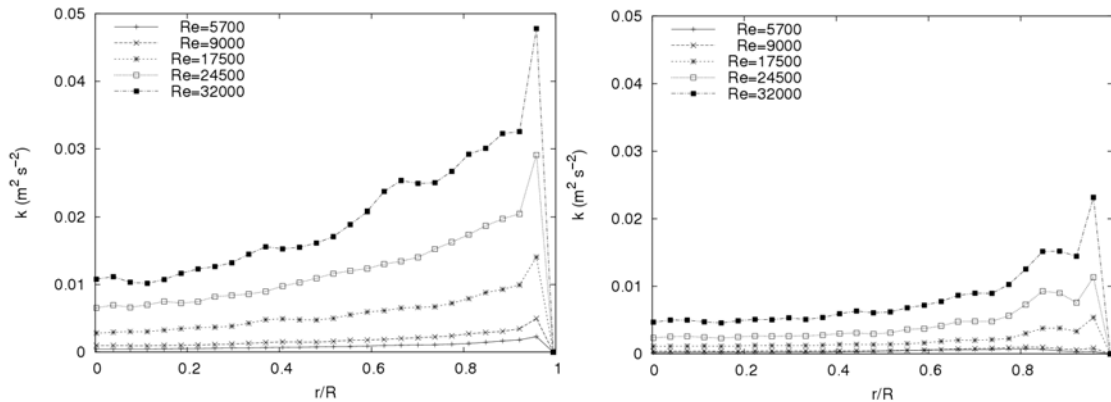 0.05
0.04
0.03
0.02
0.01
0
k (m² s⁻²)
Re=5700
Re=9000
Re=17500
Re=24500
Re=32000
0 0.2 0.4 0.6 0.8 1
r/R
0.05
0.04
0.03
0.02
0.01
0
k (m² s⁻²)
Re=5700
Re=9000
Re=17500
Re=24500
Re=32000
0 0.2 0.4 0.6 0.8 1
r/R